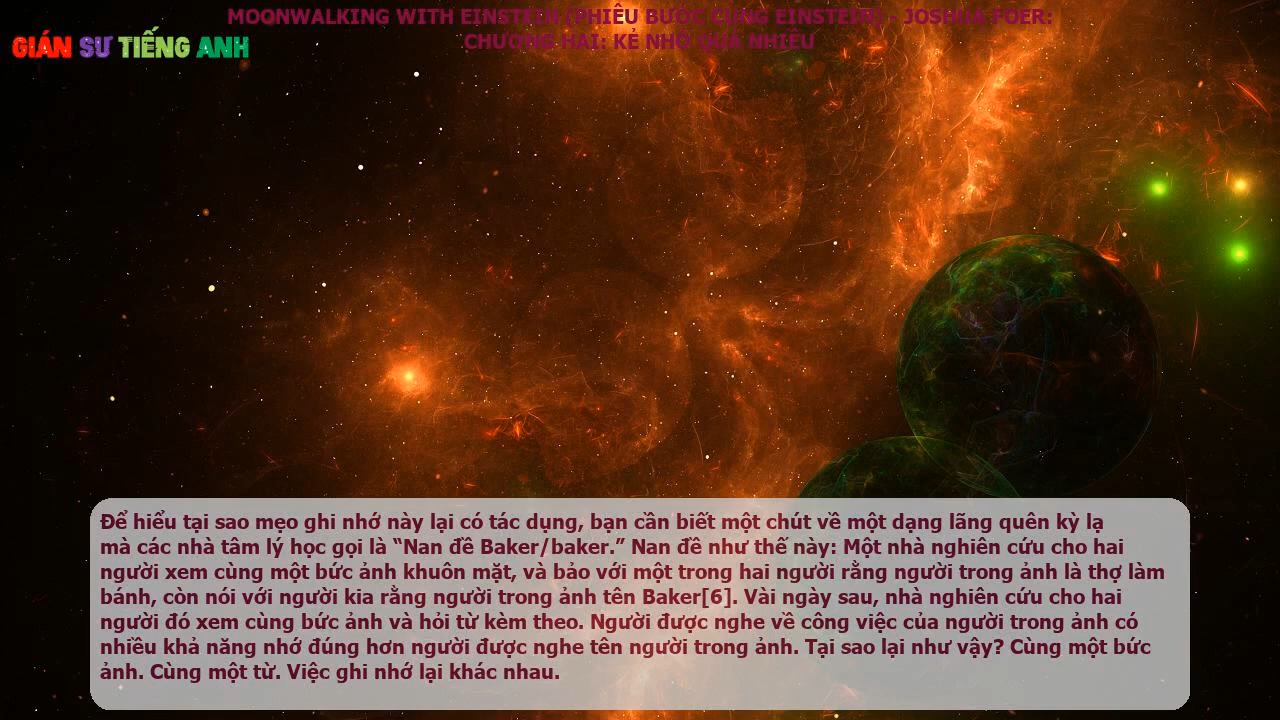 MOONWALKING WITH EINSTEIN (PHIÊU BƯỚC CÙNG EINSTEIN) - JOSHUA FOER:
CHƯƠNG HAI: KẺ NHỚ QUÁ NHIỀU
GIÁN SƯ TIẾNG ANH
Để hiểu tại sao mẹo ghi nhớ này lại có tác dụng, bạn cần biết một chút về một dạng lãng quên kỳ lạ
mà các nhà tâm lý học gọi là “Nan đề Baker/baker.” Nan đề như thế này: Một nhà nghiên cứu cho hai
người xem cùng một bức ảnh khuôn mặt, và bảo với một trong hai người rằng người trong ảnh là thợ làm
bánh, còn nói với người kia rằng người trong ảnh tên Baker[6]. Vài ngày sau, nhà nghiên cứu cho hai
người đó xem cùng bức ảnh và hỏi từ kèm theo. Người được nghe về công việc của người trong ảnh có
nhiều khả năng nhớ đúng hơn người được nghe tên người trong ảnh. Tại sao lại như vậy? Cùng một bức
ảnh. Cùng một từ. Việc ghi nhớ lại khác nhau.